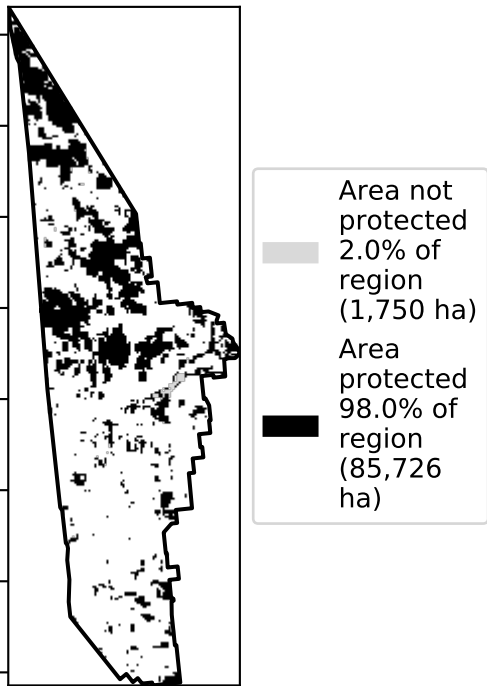 Area not
protected
2.0% of
region
(1,750 ha)
Area
protected
98.0% of
region
(85,726
ha)